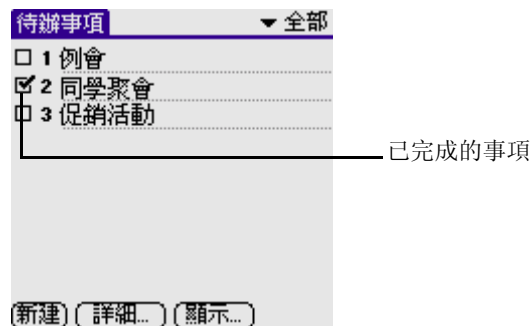 待辦事項 全部
1 例會
2 同學聚會
3 促銷活動
已完成的事項
新建 詳細... 顯示...